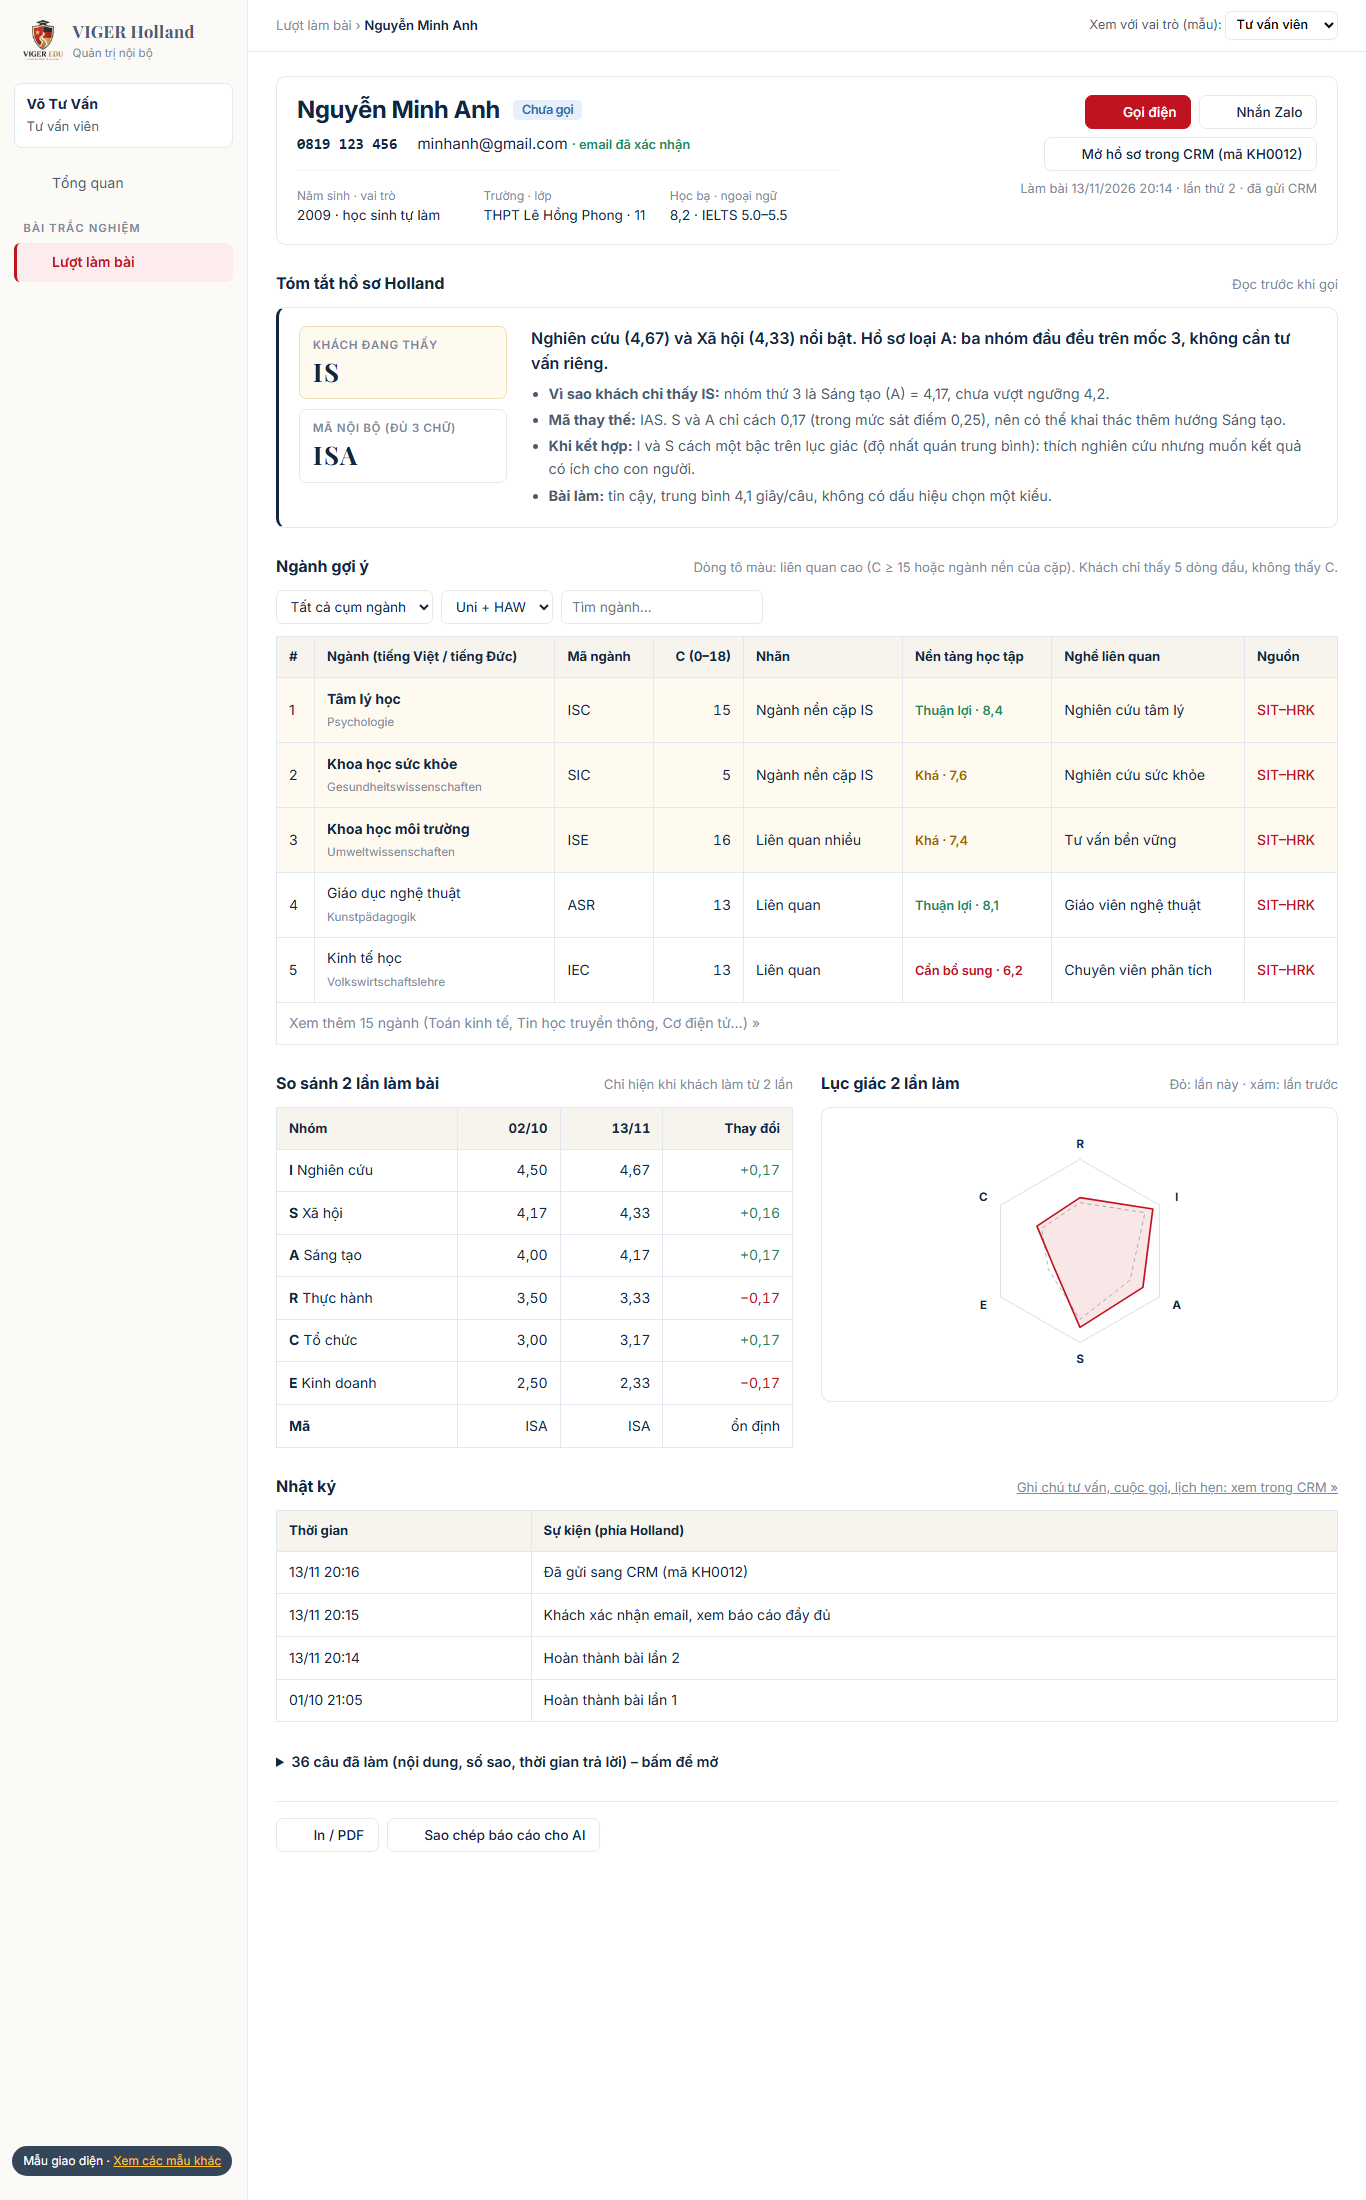 VIGER Holland
Quản trị nội bộ
VIGER EDU
Võ Tư Vấn
Tư vấn viên
Tổng quan
BÀI TRẮC NGHIỆM
Lượt làm bài
Lượt làm bài › Nguyễn Minh Anh
Xem với vai trò (mẫu): Tư vấn viên
Nguyễn Minh Anh Chưa gọi
0819 123 456 minhanh@gmail.com · email đã xác nhận
Năm sinh · vai trò
2009 · học sinh tự làm
Trường · lớp
THPT Lê Hồng Phong · 11
Học bạ · ngoại ngữ
8,2 · IELTS 5.0–5.5
Gọi điện
Nhắn Zalo
Mở hồ sơ trong CRM (mã KH0012)
Làm bài 13/11/2026 20:14 · lần thứ 2 · đã gửi CRM
Tóm tắt hồ sơ Holland
Đọc trước khi gọi
KHÁCH ĐANG THẤY
IS
MÃ NỘI BỘ (ĐỦ 3 CHỮ)
ISA
Nghiên cứu (4,67) và Xã hội (4,33) nổi bật. Hồ sơ loại A: ba nhóm đầu đều trên mốc 3, không cần tư
vấn riêng.
• Vì sao khách chỉ thấy IS: nhóm thứ 3 là Sáng tạo (A) = 4,17, chưa vượt ngưỡng 4,2.
• Mã thay thế: IAS. S và A chỉ cách 0,17 (trong mức sát điểm 0,25), nên có thể khai thác thêm hướng Sáng tạo.
• Khi kết hợp: I và S cách một bậc trên lục giác (độ nhất quán trung bình): thích nghiên cứu nhưng muốn kết quả
có ích cho con người.
• Bài làm: tin cậy, trung bình 4,1 giây/câu, không có dấu hiệu chọn một kiểu.
Ngành gợi ý
Dòng tô màu: liên quan cao (C ≥ 15 hoặc ngành nền của cặp). Khách chỉ thấy 5 dòng đầu, không thấy C.
Tất cả cụm ngành Uni + HAW Tìm ngành...
# Ngành (tiếng Việt / tiếng Đức) Mã ngành C (0–18) Nhãn Nền tảng học tập Nghề liên quan Nguồn
1 Tâm lý học ISC 15 Ngành nền cặp IS Thuận lợi · 8,4 Nghiên cứu tâm lý SIT–HRK
Psychologie
2 Khoa học sức khỏe SIC 5 Ngành nền cặp IS Khá · 7,6 Nghiên cứu sức khỏe SIT–HRK
Gesundheitswissenschaften
3 Khoa học môi trường ISE 16 Liên quan nhiều Khá · 7,4 Tư vấn bền vững SIT–HRK
Umweltwissenschaften
4 Giáo dục nghệ thuật ASR 13 Liên quan Thuận lợi · 8,1 Giáo viên nghệ thuật SIT–HRK
Kunstpädagogik
5 Kinh tế học IEC 13 Liên quan Cần bổ sung · 6,2 Chuyên viên phân tích SIT–HRK
Volkswirtschaftslehre
Xem thêm 15 ngành (Toán kinh tế, Tin học truyền thông, Cơ điện tử...) »
So sánh 2 lần làm bài
Chỉ hiện khi khách làm từ 2 lần
Nhóm 02/10 13/11 Thay đổi
I Nghiên cứu 4,50 4,67 +0,17
S Xã hội 4,17 4,33 +0,16
A Sáng tạo 4,00 4,17 +0,17
R Thực hành 3,50 3,33 −0,17
C Tổ chức 3,00 3,17 +0,17
E Kinh doanh 2,50 2,33 −0,17
Mã ISA ISA ổn định
Lục giác 2 lần làm
Đỏ: lần này · xám: lần trước
R
C
I
E
A
S
Nhật ký
Ghi chú tư vấn, cuộc gọi, lịch hẹn: xem trong CRM »
Thời gian Sự kiện (phía Holland)
13/11 20:16 Đã gửi sang CRM (mã KH0012)
13/11 20:15 Khách xác nhận email, xem báo cáo đầy đủ
13/11 20:14 Hoàn thành bài lần 2
01/10 21:05 Hoàn thành bài lần 1
36 câu đã làm (nội dung, số sao, thời gian trả lời) – bấm để mở
In / PDF
Sao chép báo cáo cho AI
Mẫu giao diện · Xem các mẫu khác